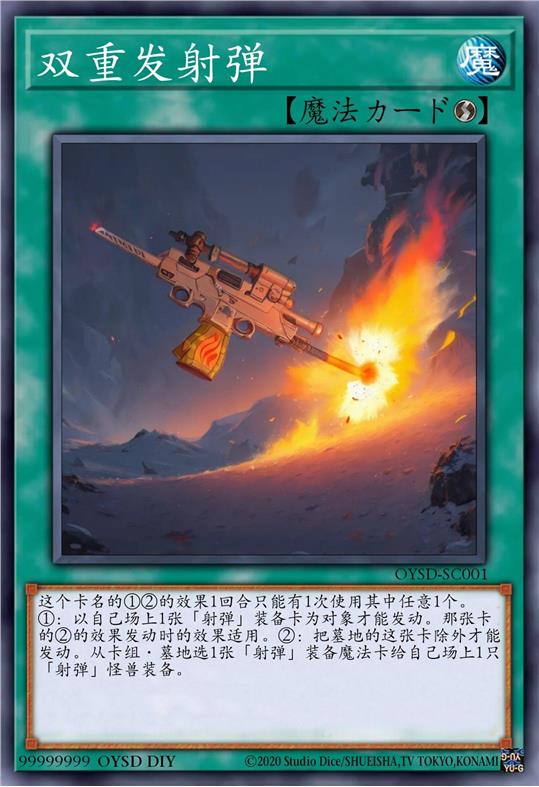 双重发射弹
魔
【魔法カード】
OYSD-SC001
这个卡名的①②的效果1回合只能有1次使用其中任意1个。
①：以自己场上1张「射弹」装备卡为对象才能发动。那张卡
的②的效果发动时的效果适用。②：把墓地的这张卡除外才能
发动。从卡组・墓地选1张「射弹」装备魔法卡给自己场上1只
「射弹」怪兽装备。
99999999 OYSD DIY
©2020 Studio Dice/SHUEISHA,TV TOKYO,KONAMI